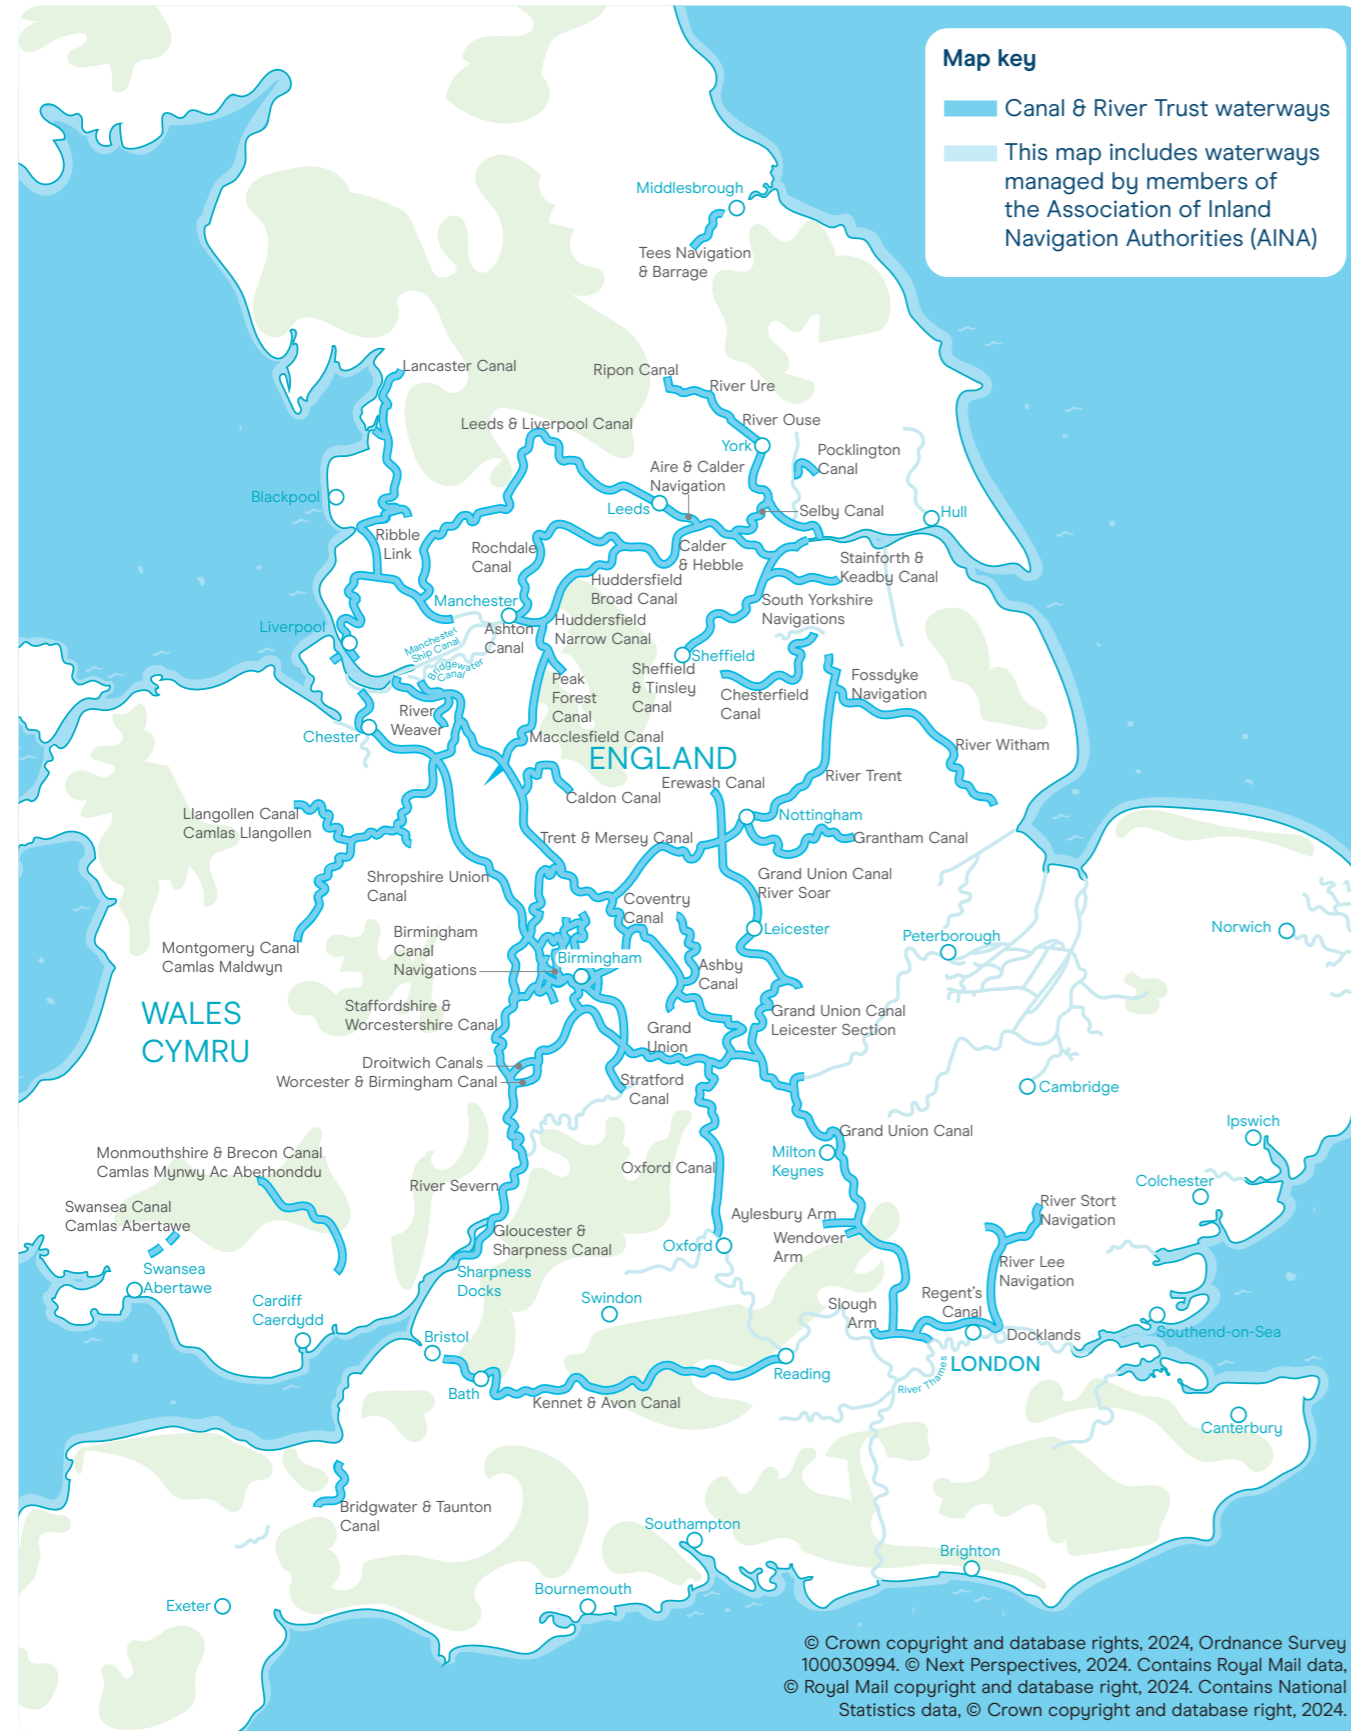 Map key
Canal & River Trust waterways
This map includes waterways
managed by members of
the Association of Inland
Navigation Authorities (AINA)
Middlesbrough
Tees Navigation
& Barrage
Lancaster Canal
Ripon Canal
River Ure
Leeds & Liverpool Canal
River Ouse
York
Pocklington
Canal
Aire & Calder
Navigation
Blackpool
Leeds
Selby Canal
Hull
Ribble
Link
Rochdale
Canal
Calder
& Hebble
Stainforth &
Keadby Canal
Huddersfield
Broad Canal
South Yorkshire
Navigations
Manchester
Liverpool
Manchester
Ship Canal
Ashton
Canal
Huddersfield
Narrow Canal
Bridgewater
Canal
Sheffield
Sheffield
& Tinsley
Canal
Peak
Forest
Canal
Chesterfield
Canal
Fossdyke
Navigation
River
Weaver
Chester
Macclesfield Canal
ENGLAND
River Witham
Erewash Canal
River Trent
Caldon Canal
Llangollen Canal
Camlas Llangollen
Nottingham
Trent & Mersey Canal
Grantham Canal
Shropshire Union
Canal
Grand Union Canal
River Soar
Coventry
Canal
Birmingham
Canal
Navigations
Leicester
Peterborough
Norwich
Montgomery Canal
Camlas Maldwyn
Birmingham
Ashby
Canal
WALES
CYMRU
Staffordshire &
Worcestershire Canal
Grand Union Canal
Leicester Section
Grand
Union
Droitwich Canals
Worcester & Birmingham Canal
Stratford
Canal
Cambridge
Ipswich
Grand Union Canal
Monmouthshire & Brecon Canal
Camlas Mynwy Ac Aberhonddu
Milton
Keynes
Oxford Canal
River Severn
Colchester
Swansea Canal
Camlas Abertawe
River Stort
Navigation
Aylesbury Arm
Wendover
Arm
Gloucester &
Sharpness Canal
Oxford
Sharpness
Docks
River Lee
Navigation
Swansea
Abertawe
Cardiff
Caerdydd
Swindon
Regent's
Canal
Slough
Arm
Bristol
Docklands
Southend-on-Sea
LONDON
Reading
River Thames
Bath
Kennet & Avon Canal
Canterbury
Bridgwater & Taunton
Canal
Southampton
Brighton
Bournemouth
Exeter
© Crown copyright and database rights, 2024, Ordnance Survey
100030994. © Next Perspectives, 2024. Contains Royal Mail data,
© Royal Mail copyright and database right, 2024. Contains National
Statistics data, © Crown copyright and database right, 2024.